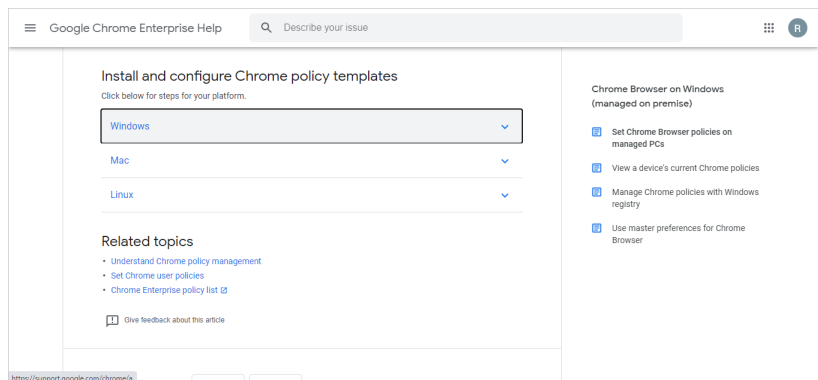 Google Chrome Enterprise Help
Describe your issue
R
Install and configure Chrome policy templates
Click below for steps for your platform.
Windows
Mac
Linux
Related topics
• Understand Chrome policy management
• Set Chrome user policies
• Chrome Enterprise policy list
Give feedback about this article
Chrome Browser on Windows
(managed on premise)
Set Chrome Browser policies on
managed PCs
View a device's current Chrome policies
Manage Chrome policies with Windows
registry
Use master preferences for Chrome
Browser
https://support.google.com/chrome/a